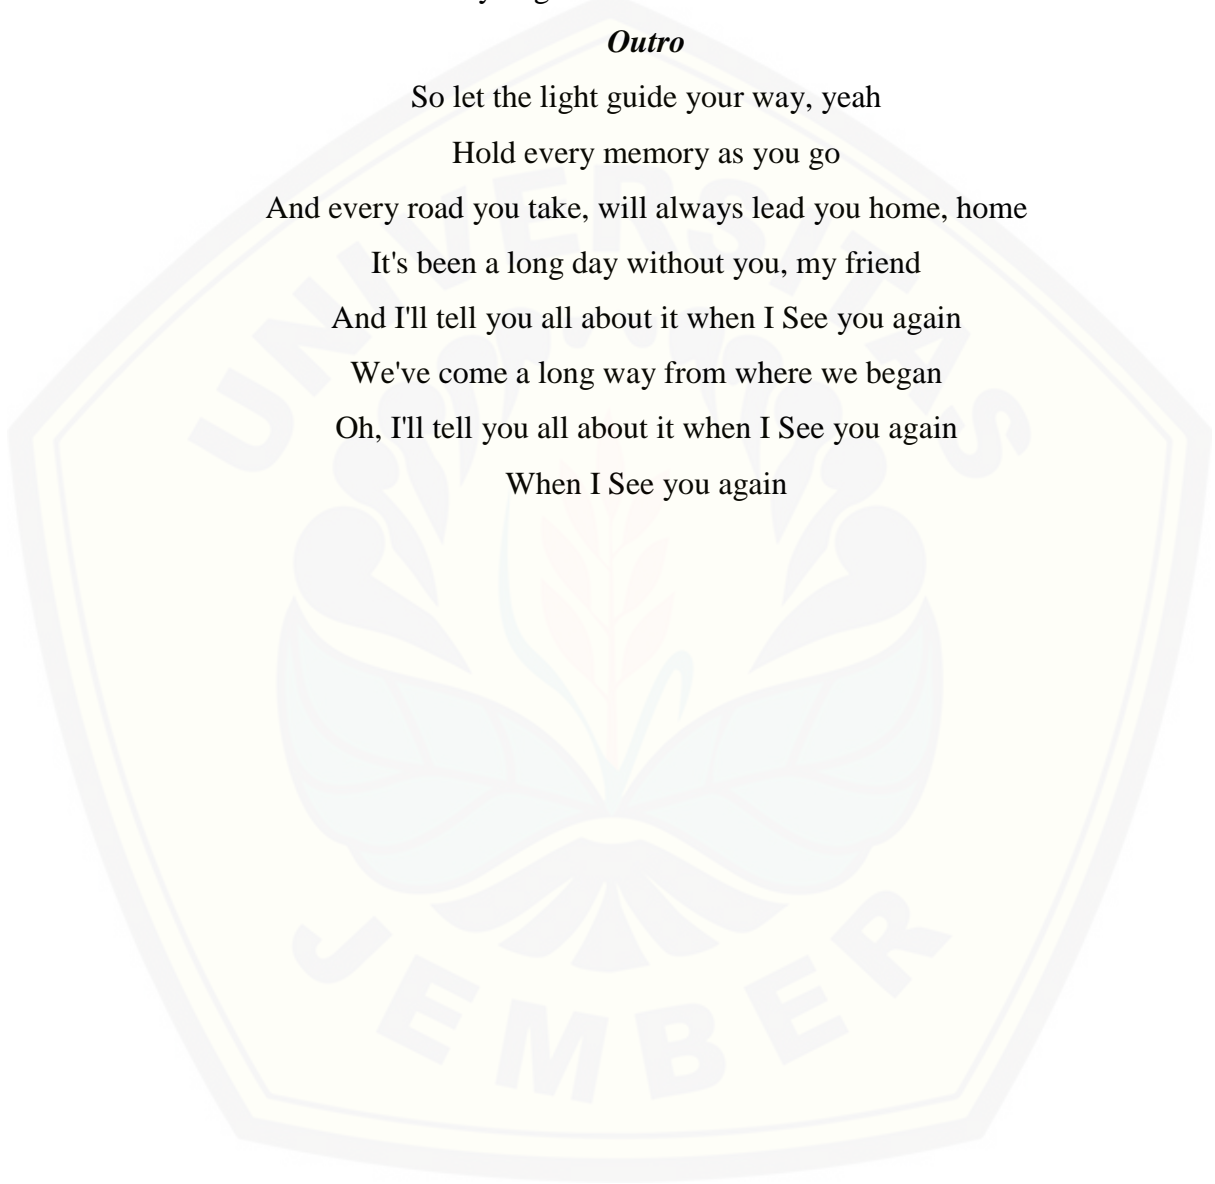 Outro
So let the light guide your way, yeah
Hold every memory as you go
And every road you take, will always lead you home, home
It's been a long day without you, my friend
And I'll tell you all about it when I See you again
We've come a long way from where we began
Oh, I'll tell you all about it when I See you again
When I See you again
UNIVERSITAS
JEMBER